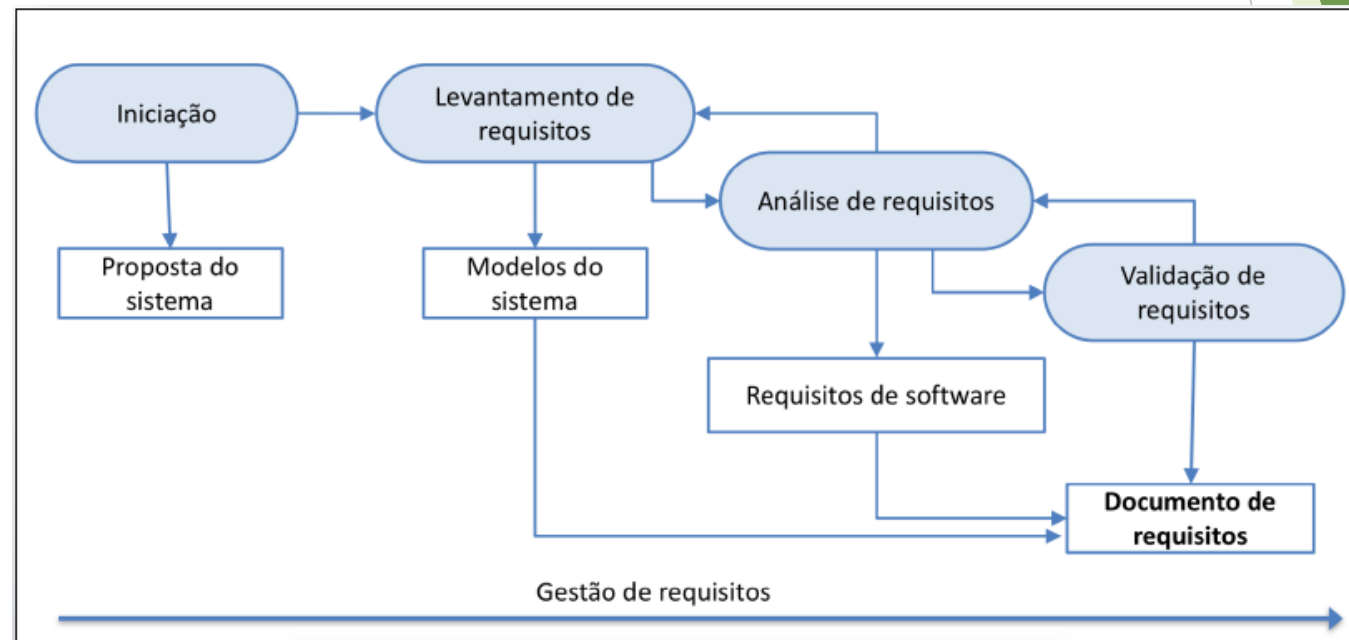 Iniciação
Levantamento de
requisitos
Análise de requisitos
Proposta do
sistema
Modelos do
sistema
Validação de
requisitos
Requisitos de software
Documento de
requisitos
Gestão de requisitos